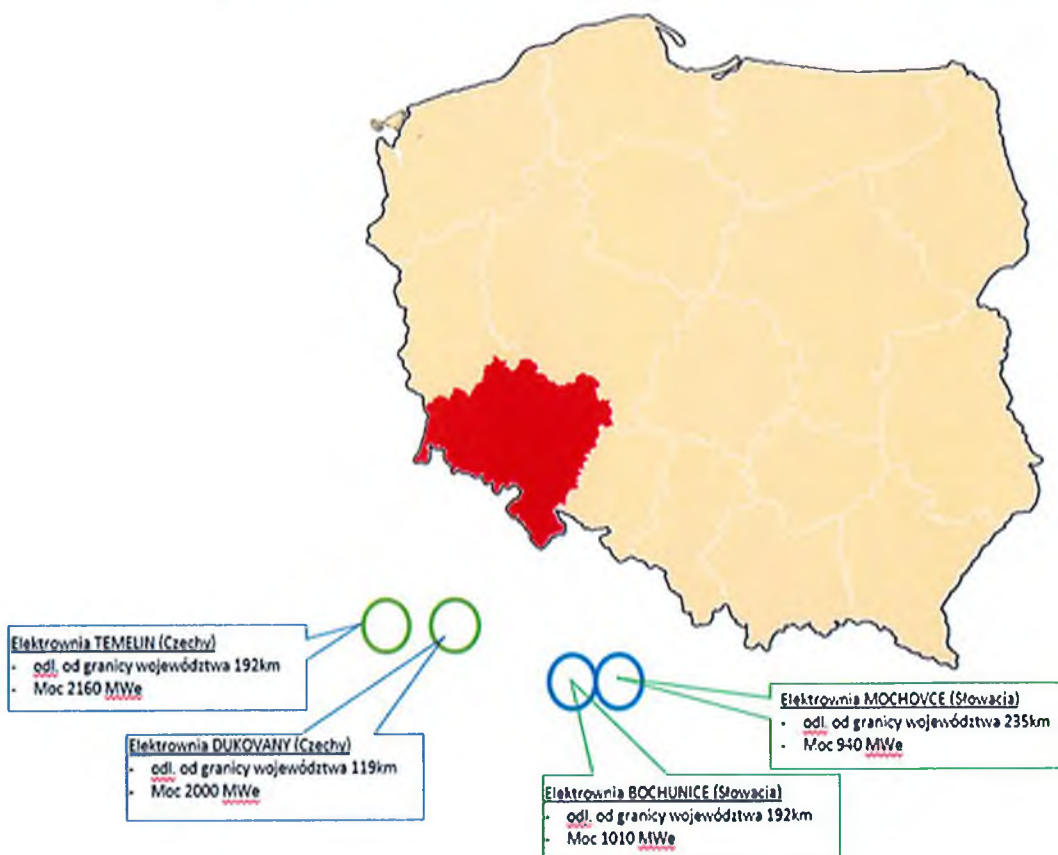 Elektrownia TEMELIN (Czechy)
- odl. od granicy województwa 192km
- Moc 2160 MWe
Elektrownia DUKOVANY (Czechy)
- odl. od granicy województwa 119km
- Moc 2000 MWe
Elektrownia MOCHOVCE (Słowacja)
- odl. od granicy województwa 235km
- Moc 940 MWe
Elektrownia BOCHUNICE (Słowacja)
- odl. od granicy województwa 192km
- Moc 1010 MWe